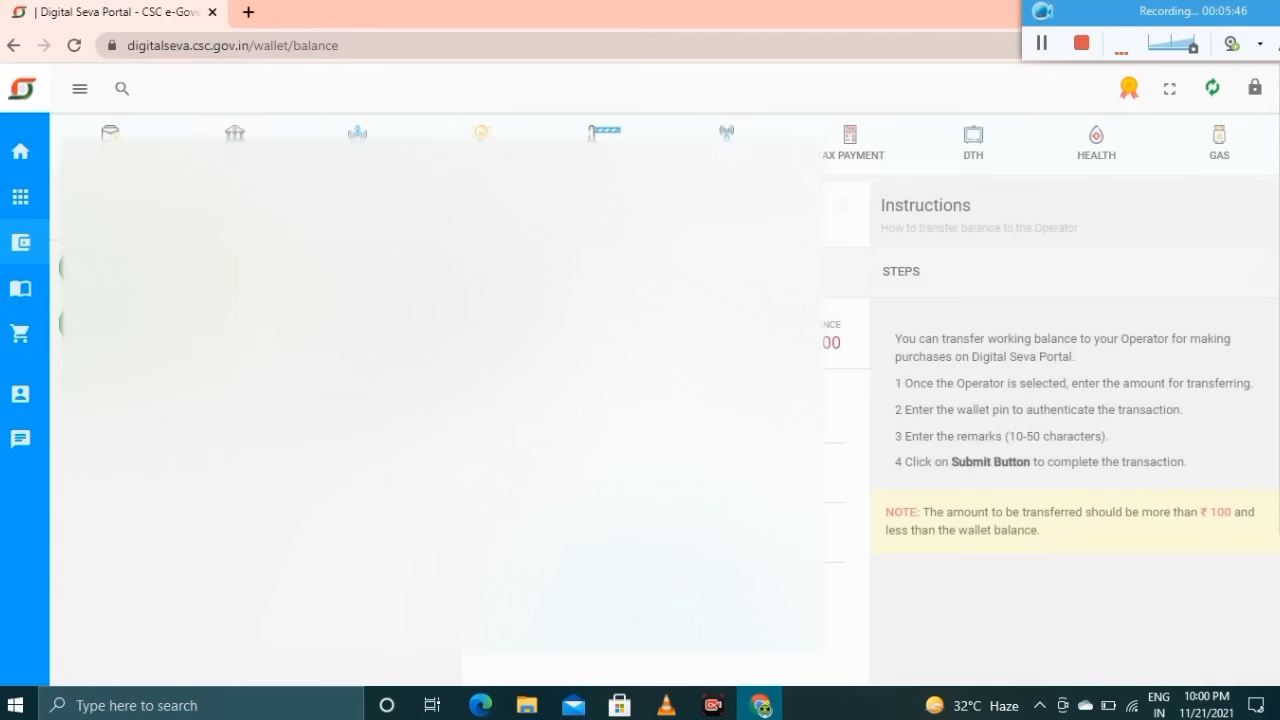 | Digital Seva Portal - CSC e-Gov
Recording... 00:05:46
digitalseva.csc.gov.in/wallet/balance
AX PAYMENT
DTH
HEALTH
GAS
Instructions
How to transfer balance to the Operator
STEPS
NCE
00
You can transfer working balance to your Operator for making
purchases on Digital Seva Portal.
1 Once the Operator is selected, enter the amount for transferring.
2 Enter the wallet pin to authenticate the transaction.
3 Enter the remarks (10-50 characters).
4 Click on Submit Button to complete the transaction.
NOTE: The amount to be transferred should be more than ₹ 100 and
less than the wallet balance.
Type here to search
32°C Haze
ENG
IN
10:00 PM
11/21/2021